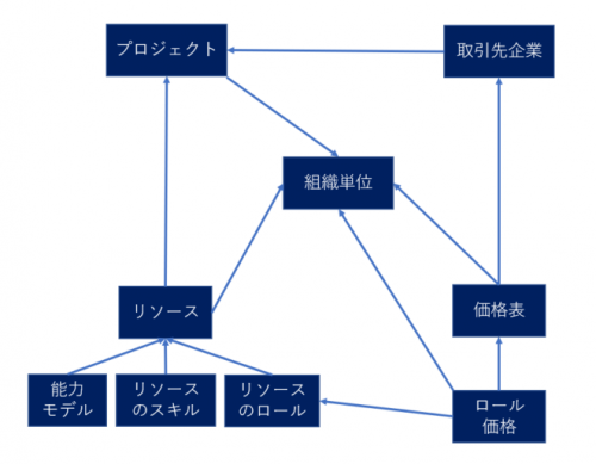 プロジェクト
取引先企業
組織単位
リソース
価格表
能力
モデル
リソース
のスキル
リソース
のロール
ロール
価格